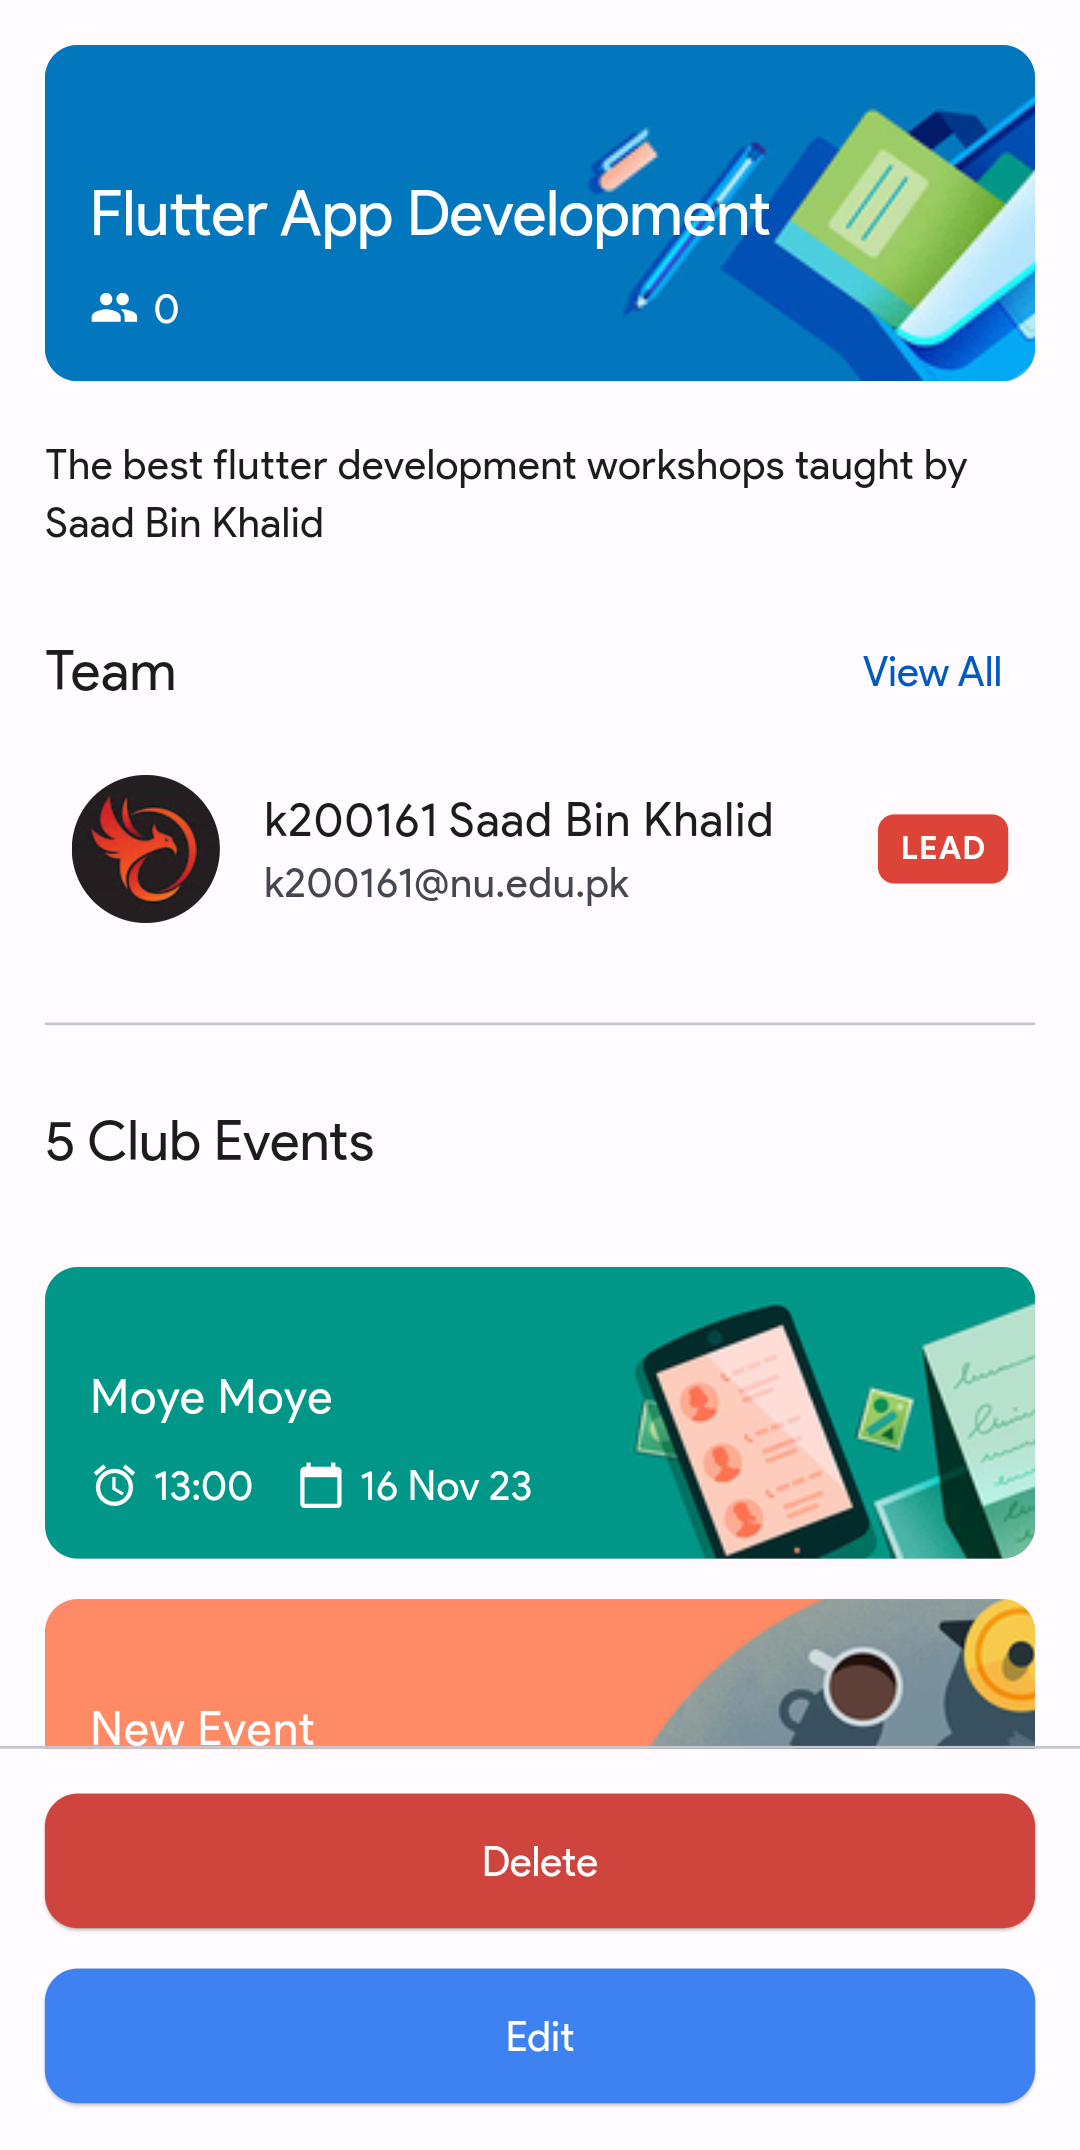 Flutter App Development
0
The best flutter development workshops taught by
Saad Bin Khalid
Team
View All
k200161 Saad Bin Khalid
LEAD
k200161@nu.edu.pk
5 Club Events
Moye Moye
13:00 16 Nov 23
New Event
Delete
Edit